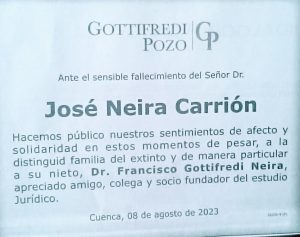 GOTTIFREDI
POZO GP
Ante el sensible fallecimiento del Señor Dr.
José Neira Carrión
Hacemos público nuestros sentimientos de afecto y
solidaridad en estos momentos de pesar, a la
distinguid familia del extinto y de manera particular
a su nieto, Dr. Francisco Gottifredi Neira,
apreciado amigo, colega y socio fundador del estudio
Jurídico.
Cuenca, 08 de agosto de 2023